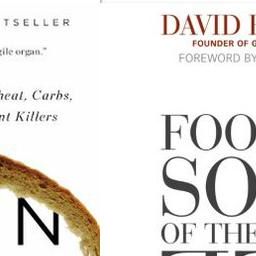 TSELLER
gile organ."
heat, Carbs,
nt Killers
N
DAVID
FOUNDER OF G
FOREWORD BY
FOO
SO
OF THE